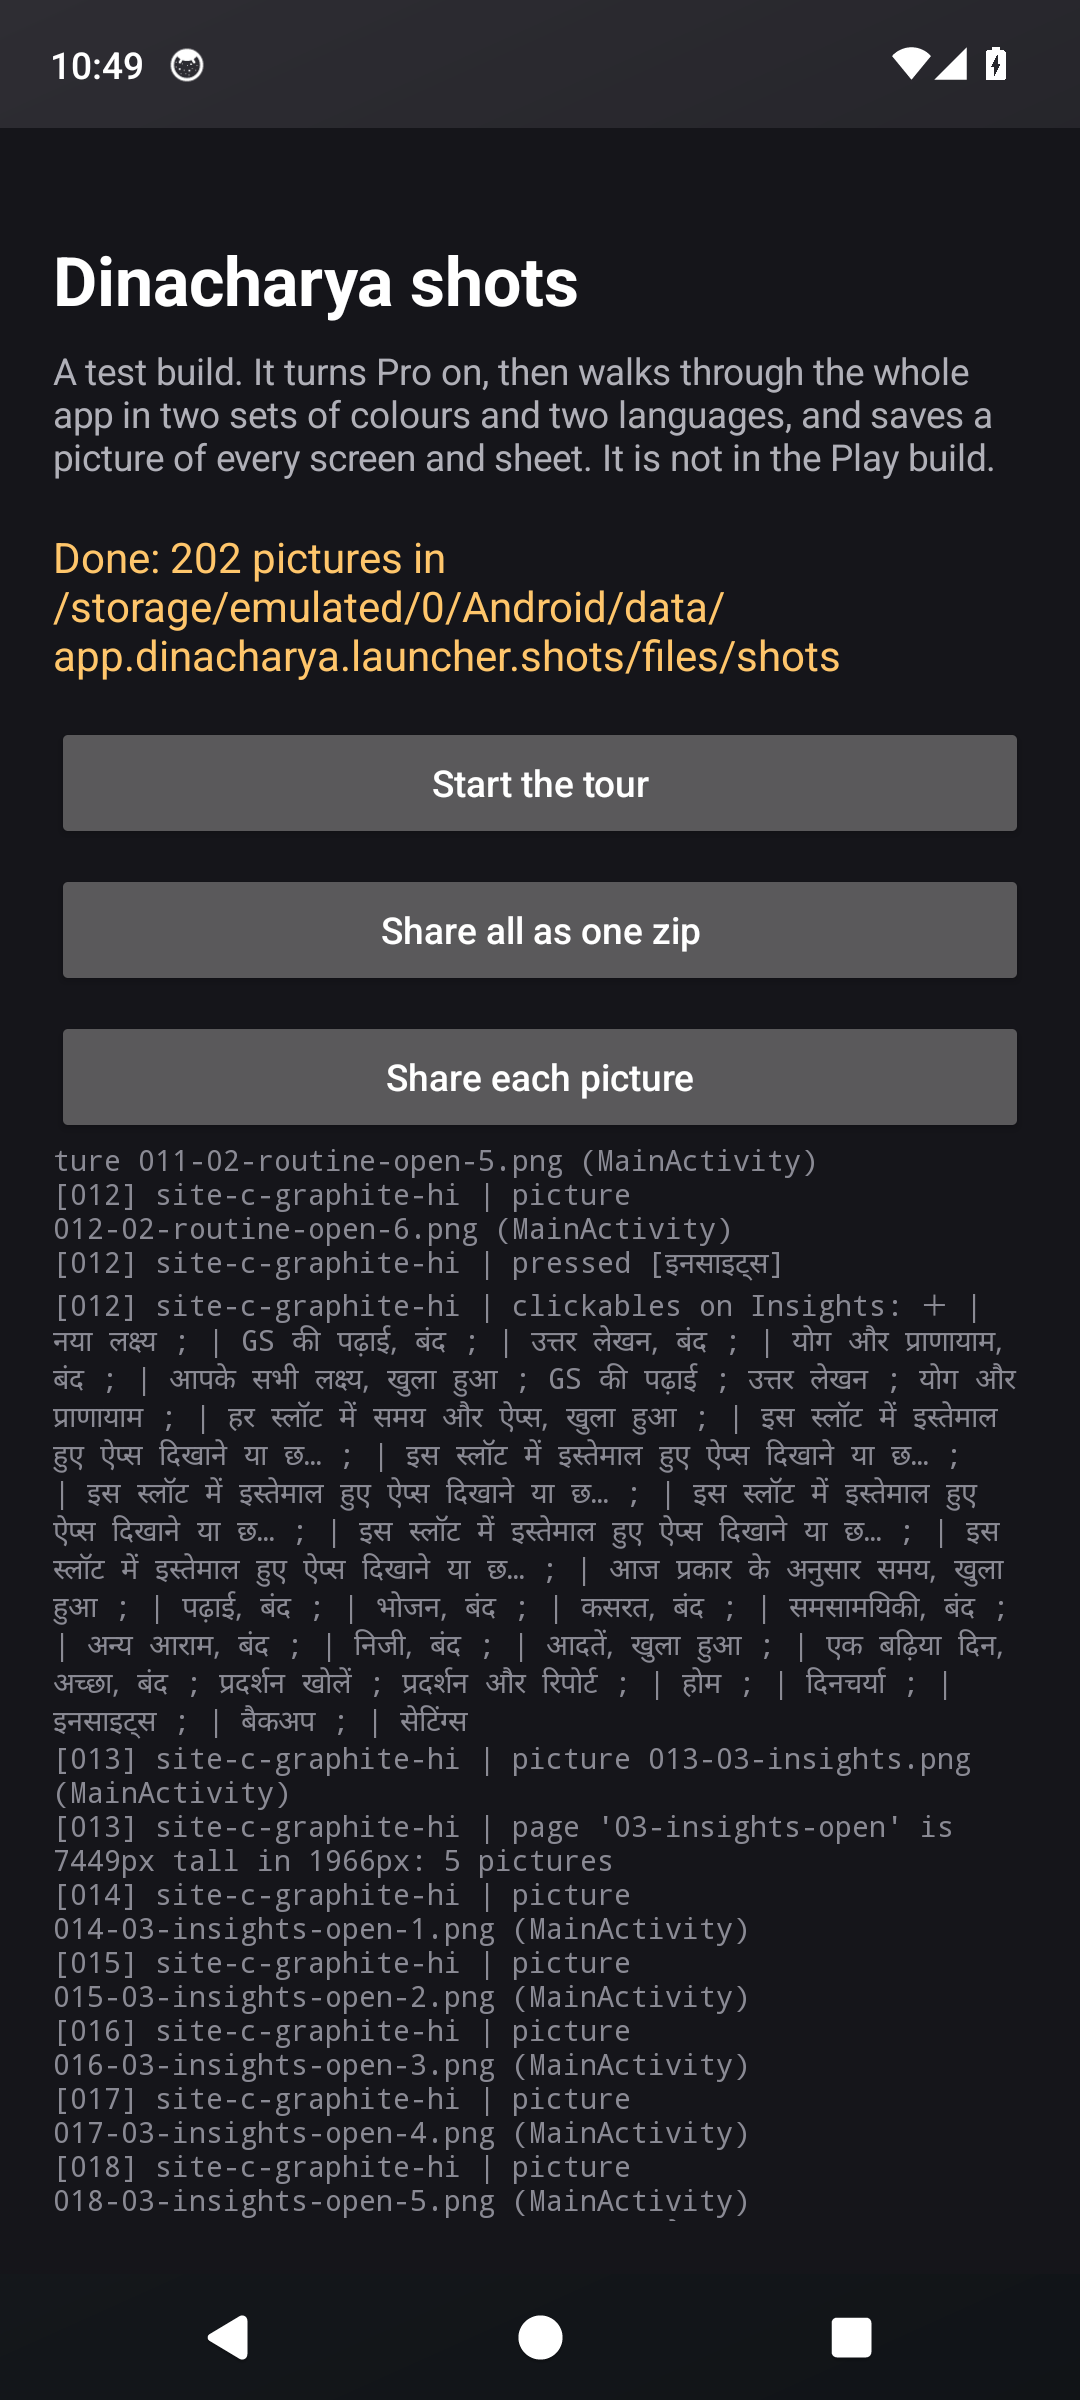 10:49
Dinacharya shots
A test build. It turns Pro on, then walks through the whole
app in two sets of colours and two languages, and saves a
picture of every screen and sheet. It is not in the Play build.
Done: 202 pictures in
/storage/emulated/0/Android/data/
app.dinacharya.launcher.shots/files/shots
Start the tour
Share all as one zip
Share each picture
ture 011-02-routine-open-5.png (MainActivity)
[012] site-c-graphite-hi | picture
012-02-routine-open-6.png (MainActivity)
[012] site-c-graphite-hi | pressed [इनसाइट्स]
[012] site-c-graphite-hi | clickables on Insights: + |
नया लक्ष्य ; | GS की पढ़ाई, बंद ; | उत्तर लेखन, बंद ; | योग और प्राणायाम,
बंद ; | आपके सभी लक्ष्य, खुला हुआ ; GS की पढ़ाई ; उत्तर लेखन ; योग और
प्राणायाम ; | हर स्लॉट में समय और ऐप्स, खुला हुआ ; | इस स्लॉट में इस्तेमाल
हुए ऐप्स दिखाने या छ… ; | इस स्लॉट में इस्तेमाल हुए ऐप्स दिखाने या छ… ;
| इस स्लॉट में इस्तेमाल हुए ऐप्स दिखाने या छ… ; | इस स्लॉट में इस्तेमाल हुए
ऐप्स दिखाने या छ… ; | इस स्लॉट में इस्तेमाल हुए ऐप्स दिखाने या छ… ; | इस
स्लॉट में इस्तेमाल हुए ऐप्स दिखाने या छ… ; | आज प्रकार के अनुसार समय, खुला
हुआ ; | पढ़ाई, बंद ; | भोजन, बंद ; | कसरत, बंद ; | समसामयिकी, बंद ;
| अन्य आराम, बंद ; | निजी, बंद ; | आदतें, खुला हुआ ; | एक बढ़िया दिन,
अच्छा, बंद ; प्रदर्शन खोलें ; प्रदर्शन और रिपोर्ट ; | होम ; | दिनचर्या ; |
इनसाइट्स ; | बैकअप ; | सेटिंग्स
[013] site-c-graphite-hi | picture 013-03-insights.png
(MainActivity)
[013] site-c-graphite-hi | page '03-insights-open' is
7449px tall in 1966px: 5 pictures
[014] site-c-graphite-hi | picture
014-03-insights-open-1.png (MainActivity)
[015] site-c-graphite-hi | picture
015-03-insights-open-2.png (MainActivity)
[016] site-c-graphite-hi | picture
016-03-insights-open-3.png (MainActivity)
[017] site-c-graphite-hi | picture
017-03-insights-open-4.png (MainActivity)
[018] site-c-graphite-hi | picture
018-03-insights-open-5.png (MainActivity)